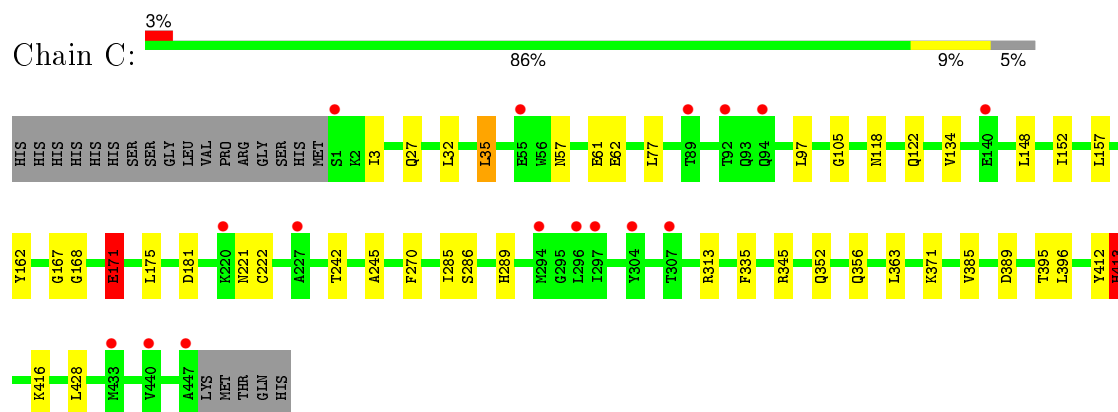 3%
Chain C:
86% 9% 5%
HIS HIS HIS HIS HIS HIS SER SER GLY LEU VAL PRO ARG GLY SER HIS MET S1 K2 I3 Q27 L32 L35 E55 W56 N57 E61 E62 L77 T89 T92 Q93 Q94 L97 G105 N118 Q122 V134 E140 L148 I152 L157
Y162 G167 G168 E171 L175 D181 K220 N221 C222 A227 T242 A245 F270 I285 S286 H289 M294 G295 L296 I297 Y304 T307 R313 F335 R345 Q352 Q356 L363 K371 V385 D389 T395 L396 Y412 H413
K416 L428 M433 V440 A447 LYS MET THR GLN HIS